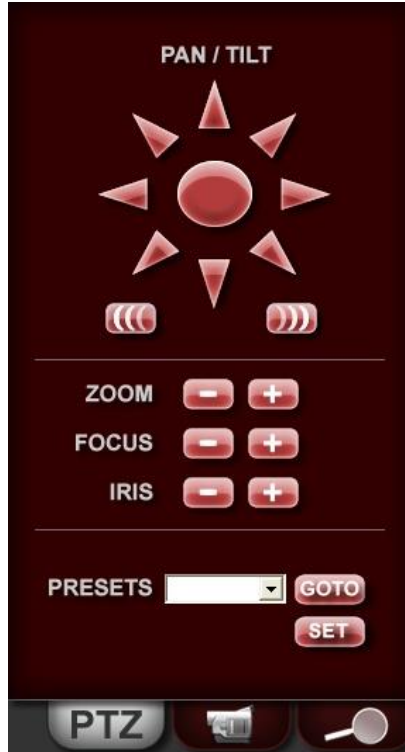 PAN / TILT
ZOOM - +
FOCUS - +
IRIS - +
PRESETS GOTO
SET
PTZ